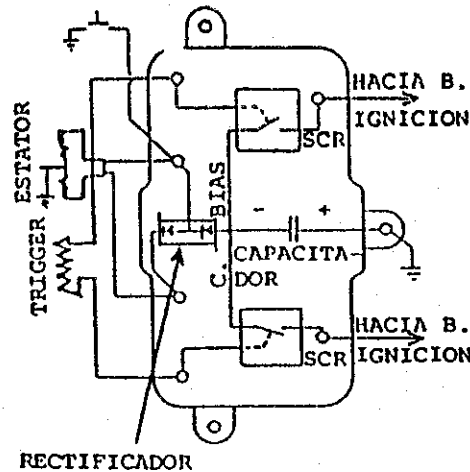 HACIA B.
IGNICION
SCR
ESTATOR
TRIGGER
C. BIAS
- +
CAPACITA-
DOR
HACIA B.
IGNICION
SCR
RECTIFICADOR